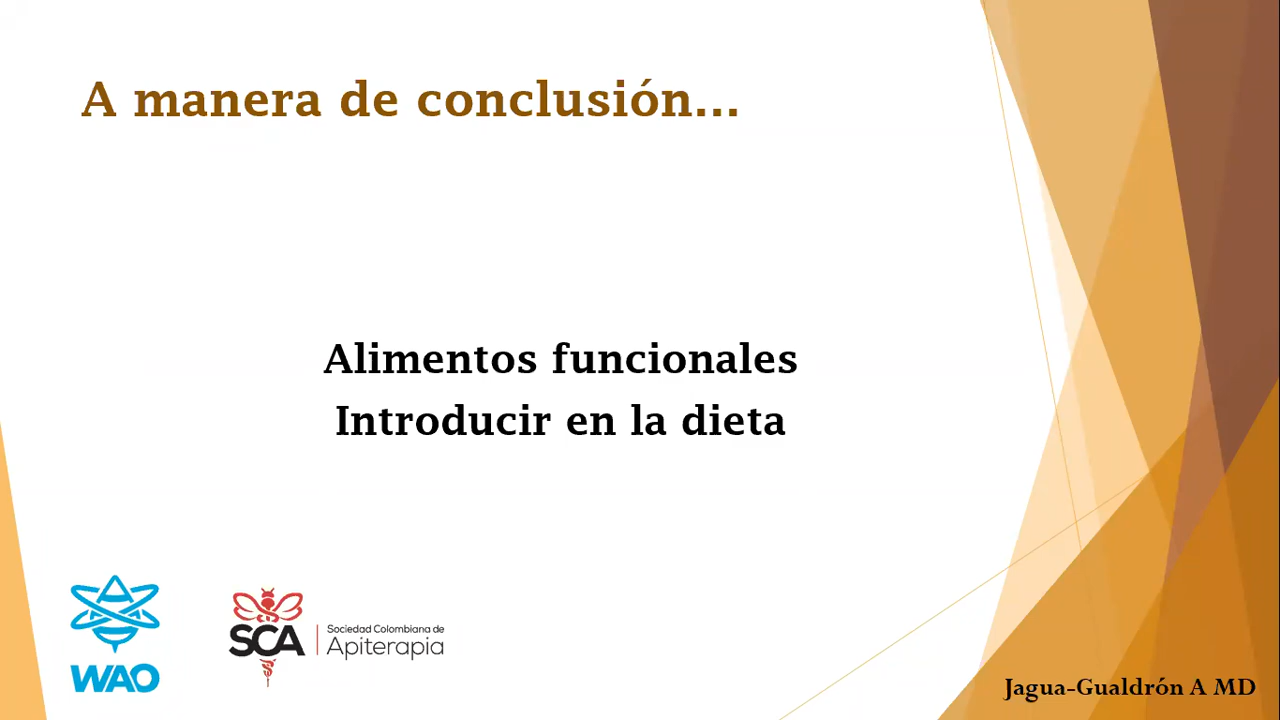 A manera de conclusión...
Alimentos funcionales
Introducir en la dieta
WAO
SCA
Sociedad Colombiana de
Apiterapia
Jagua-Gualdrón A MD